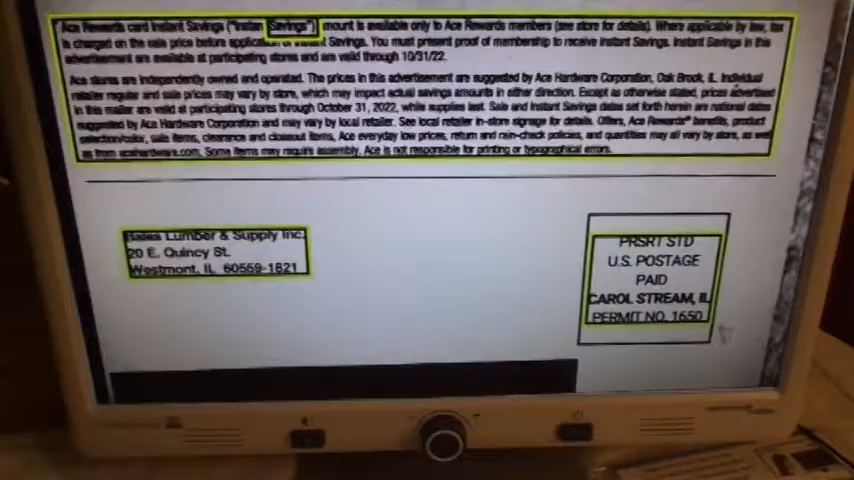 Ace Rewards card Instant Savings ("Instant Savings") amount is available only to Ace Rewards members (see store for details). Where applicable by law, tax
is charged on the sale price before application of Instant Savings. You must present proof of membership to receive Instant Savings. Instant Savings in this
advertisement are available at participating stores and are valid through 10/31/22.
Ace stores are independently owned and operated. The prices in this advertisement are suggested by Ace Hardware Corporation, Oak Brook, IL. Individual
retailer regular and sale prices may vary by store, which may impact actual savings amounts in either direction. Except as otherwise stated, prices advertised
in this mailer are valid at participating stores through October 31, 2022, while supplies last. Sale and Instant Savings dates set forth herein are national dates
suggested by Ace Hardware Corporation and may vary by local retailer. See local retailer in-store signage for details. Offers, Ace Rewards® benefits, product
selection/color, sale items, clearance and closeout items, Ace everyday low prices, return and rain-check policies, and quantities may all vary by store, as well
as from acehardware.com. Some items may require assembly. Ace is not responsible for printing or typographical errors.
Lumber & Supply Inc.
20 E. Quincy St.
Westmont, IL 60559-1821
PRSRT STD
U.S. POSTAGE
PAID
CAROL STREAM, IL
PERMIT NO. 1650